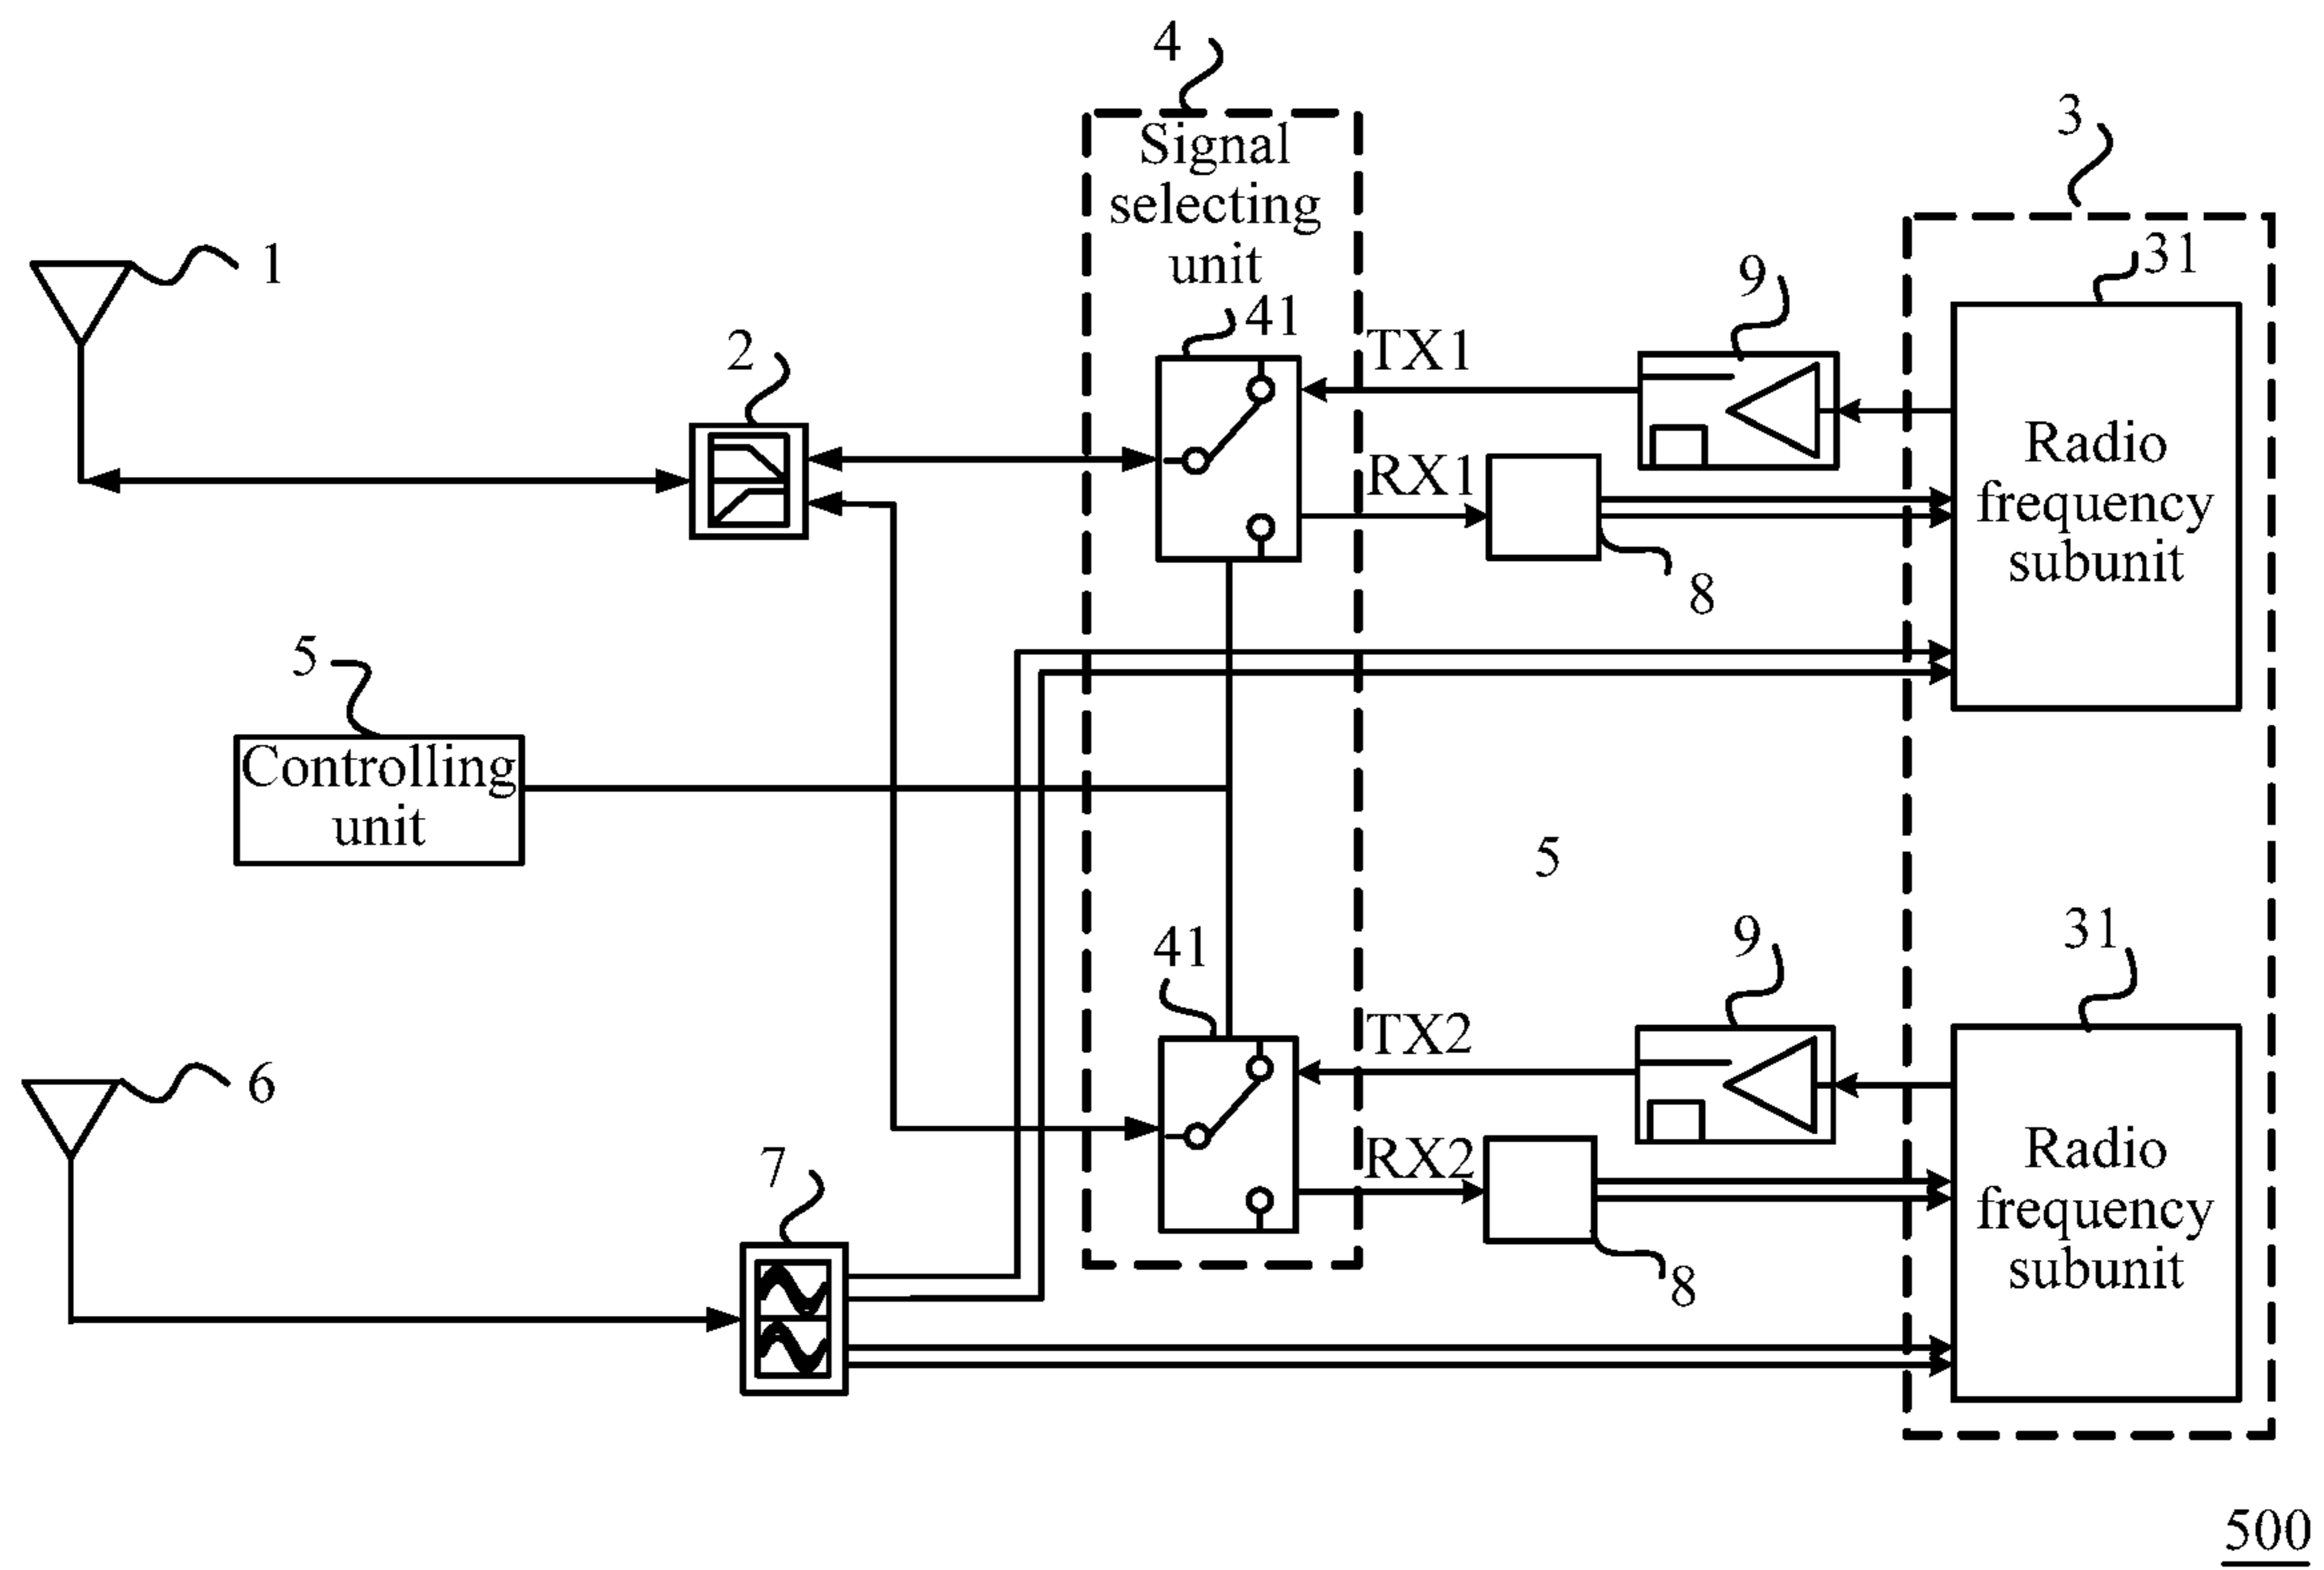 4
Signal
selecting
unit
3
31
1
2
41
TX1
9
RX1
8
Radio
frequency
subunit
5
Controlling
unit
5
6
7
41
TX2
9
31
RX2
8
Radio
frequency
subunit
500